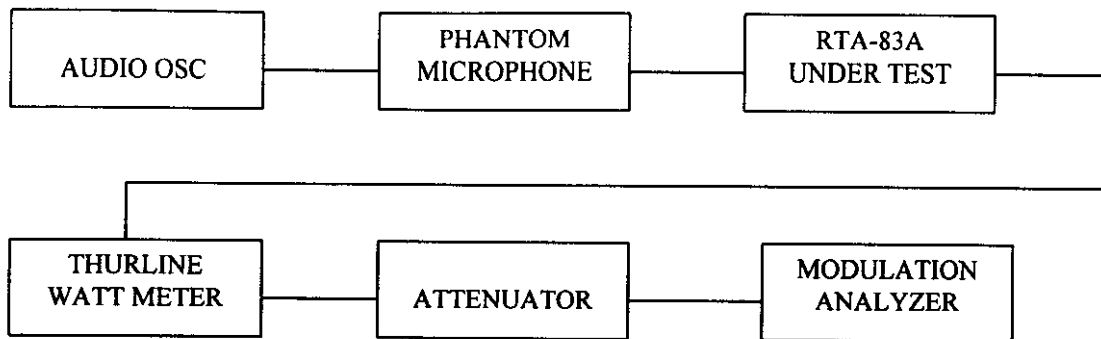 AUDIO OSC
PHANTOM
MICROPHONE
RTA-83A
UNDER TEST
THURLINE
WATT METER
ATTENUATOR
MODULATION
ANALYZER